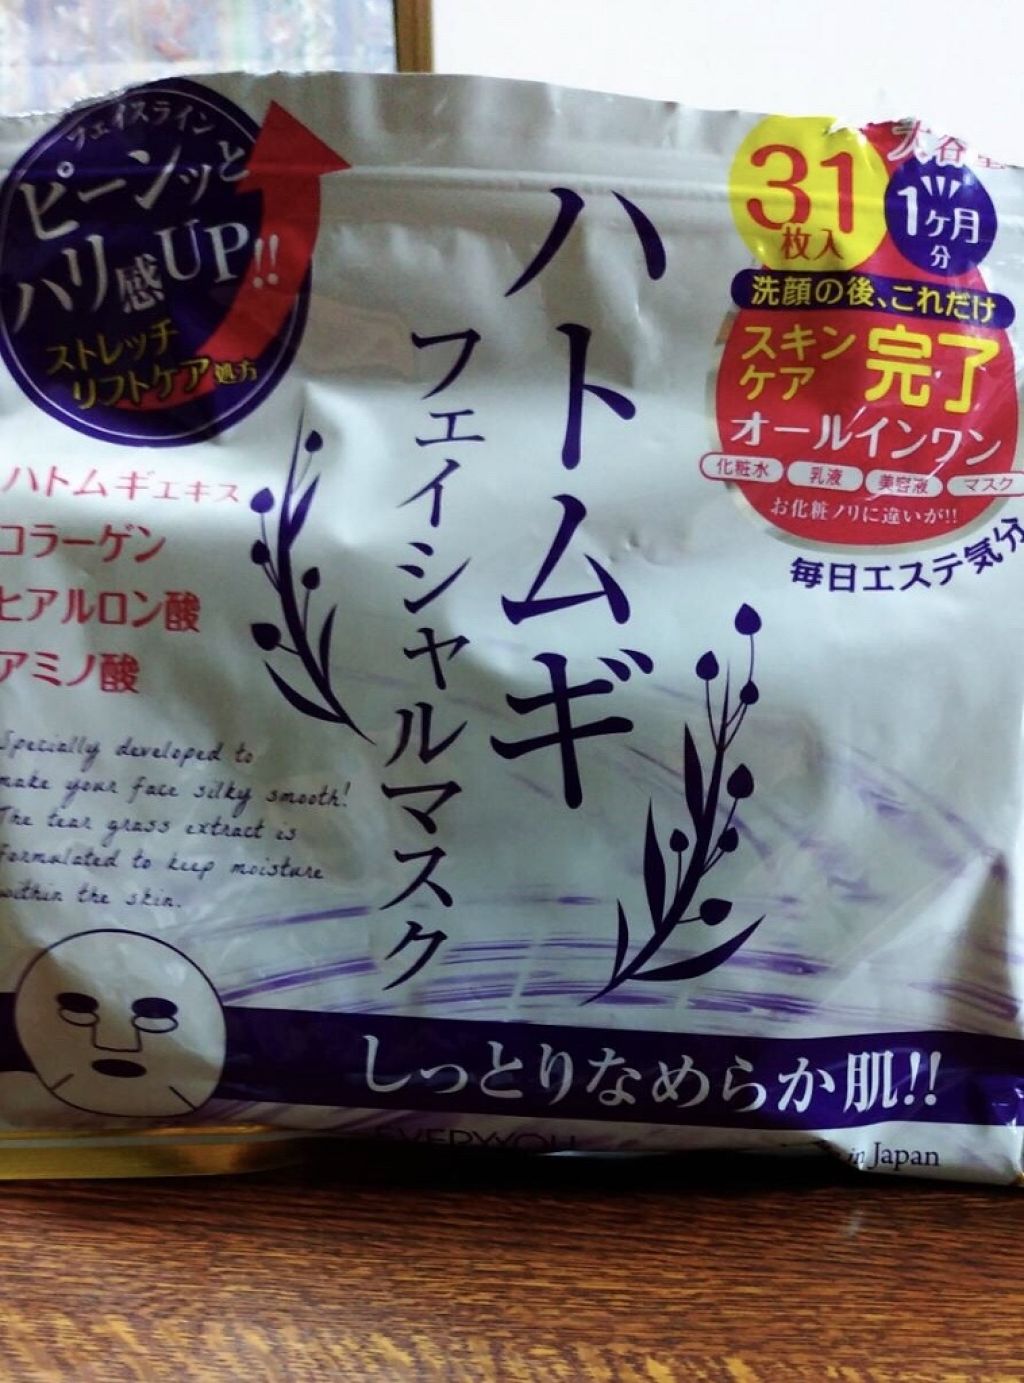 フェイスライン
ピーンッと
ハリ感UP!!
ストレッチ
リフトケア処方
大容量
31
枚入
1ヶ月
分
洗顔の後、これだけ
スキン
ケア
完了
オールインワン
化粧水 乳液 美容液 マスク
お化粧ノリに違いが!!
毎日エステ気分
ハトムギ
フェイシャルマスク
ハトムギエキス
コラーゲン
ヒアルロン酸
アミノ酸
Specially developed to
make your face silky smooth!
The tear grass extract is
Formulated to keep moisture
within the skin.
しっとりなめらか肌!!
EVERYYOU
in Japan